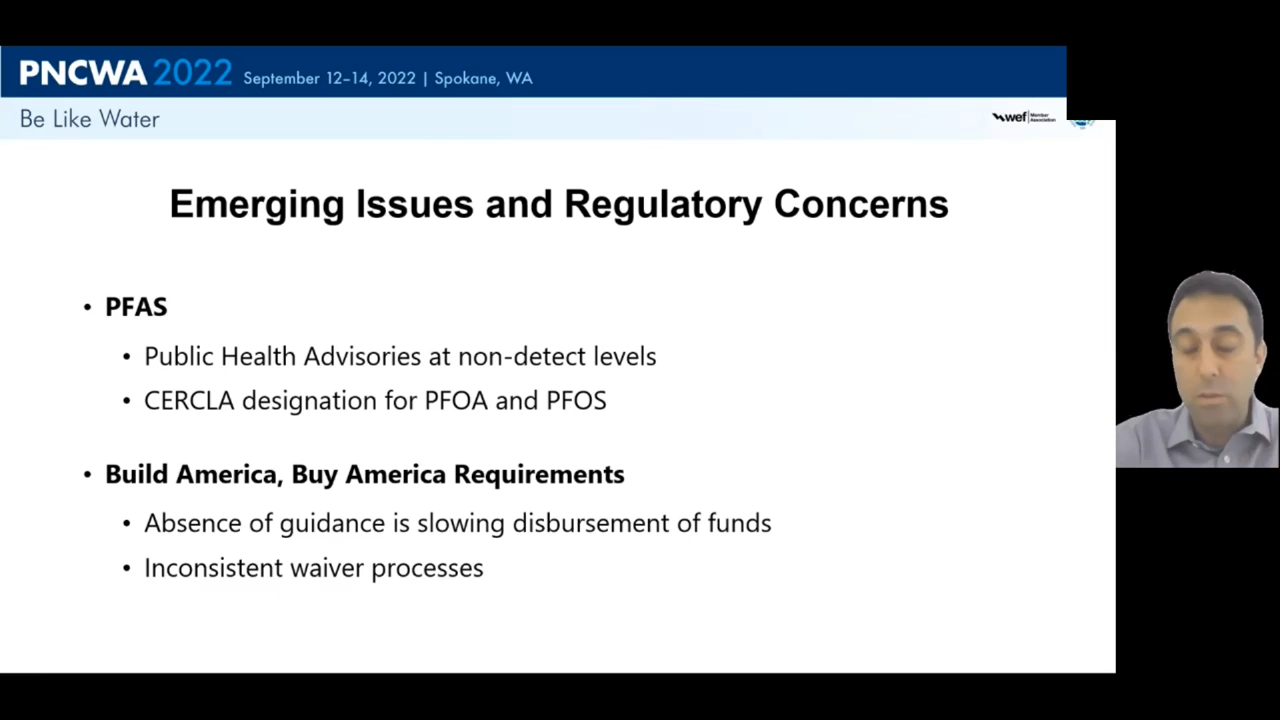 PNCWA 2022 September 12–14, 2022 | Spokane, WA
Be Like Water
wef Member Association
Emerging Issues and Regulatory Concerns
• PFAS
• Public Health Advisories at non-detect levels
• CERCLA designation for PFOA and PFOS
• Build America, Buy America Requirements
• Absence of guidance is slowing disbursement of funds
• Inconsistent waiver processes